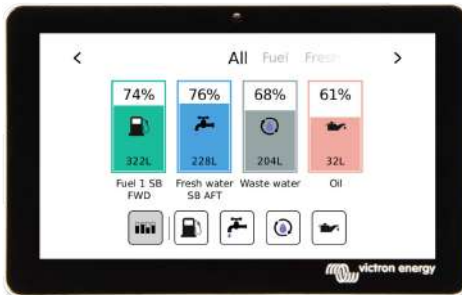 All Fuel Fresh
74% 76% 68% 61%
322L 228L 204L 32L
Fuel 1 SB Fresh water Waste water Oil
FWD SB AFT
victron energy